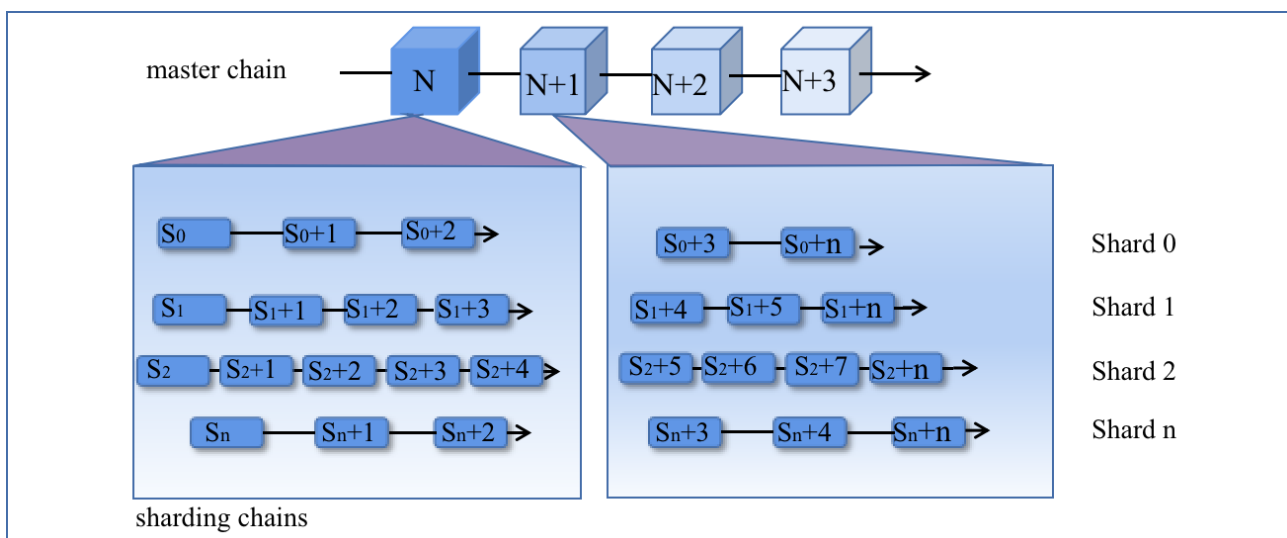 master chain N N+1 N+2 N+3
S0 S0+1 S0+2 S0+3 S0+n Shard 0
S1 S1+1 S1+2 S1+3 S1+4 S1+5 S1+n Shard 1
S2 S2+1 S2+2 S2+3 S2+4 S2+5 S2+6 S2+7 S2+n Shard 2
Sn Sn+1 Sn+2 Sn+3 Sn+4 Sn+n Shard n
sharding chains